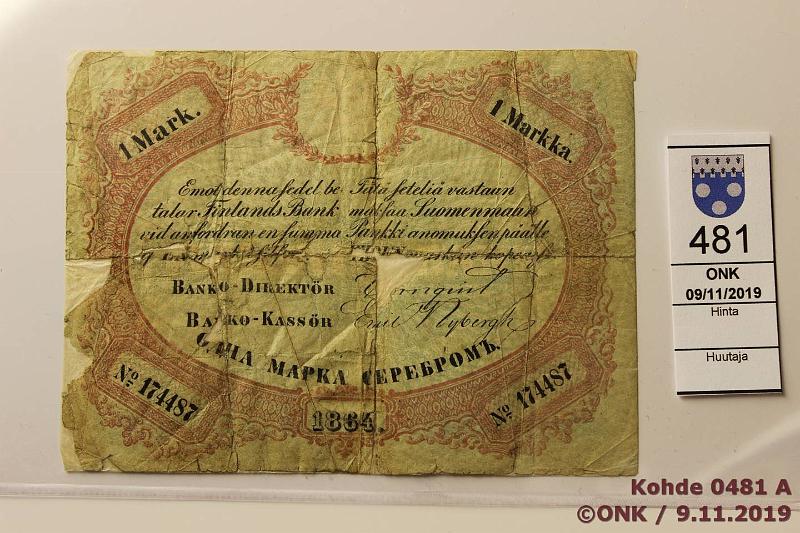 1 Mark.
1 Markka.
Emot denna sedel be-
talar Finlands Bank
vid anfordran en summa
Tätä seteliä vastaan
maksaa Suomenmaan
Pankki anomuksen päälle
Banko-Direktör
Banko-Kassör Emil Nybergh
ОДНА МАРКА СЕРЕБРОМЪ.
No 174487
No 174487
1864.
481
ONK
09/11/2019
Hinta
Huutaja
Kohde 0481 A
©ONK / 9.11.2019